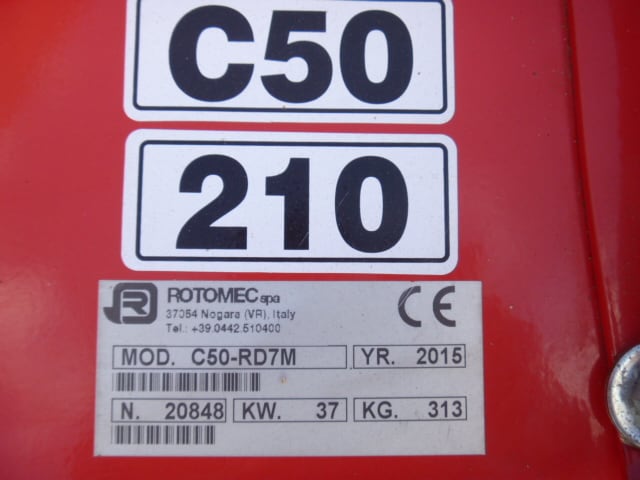 C50
210
ROTOMEC spa
37054 Nogara (VR), Italy
Tel.: +39.0442.510400
CE
MOD. C50-RD7M YR. 2015
N. 20848 KW. 37 KG. 313